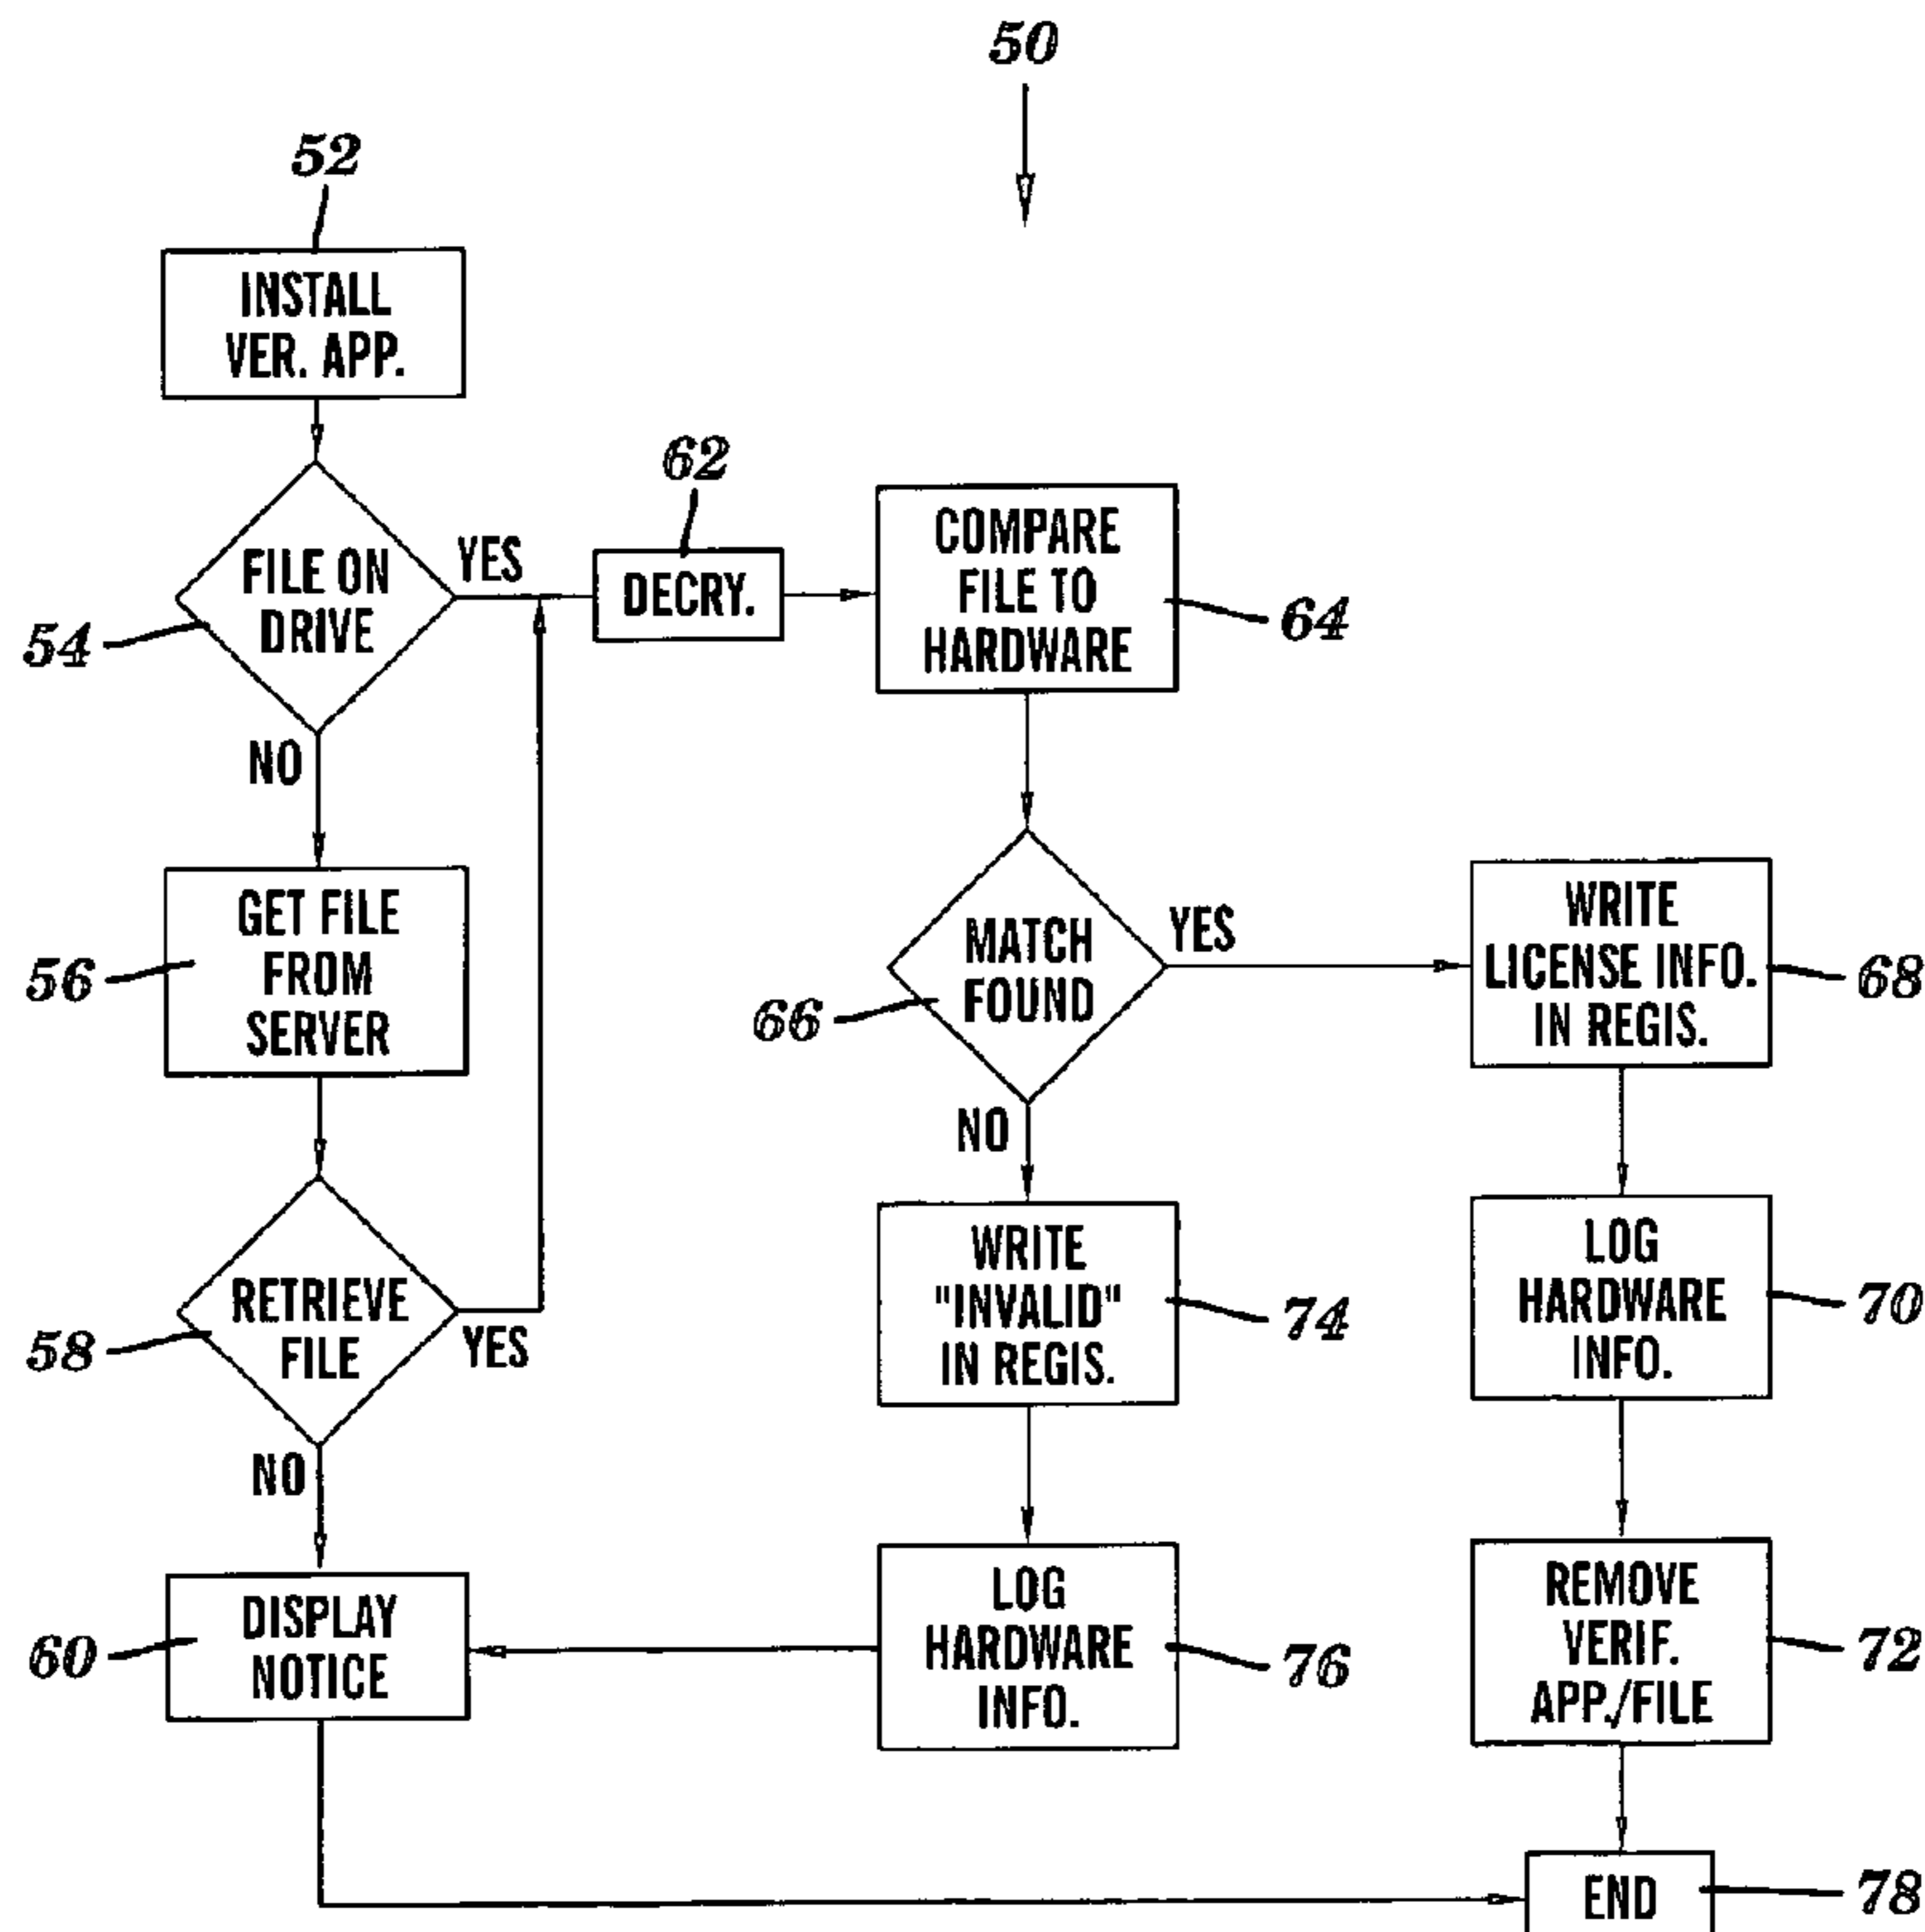 50
52
INSTALL
VER. APP.
62
FILE ON
DRIVE
YES
54
NO
DECRY.
COMPARE
FILE TO
HARDWARE
64
GET FILE
FROM
SERVER
56
MATCH
FOUND
YES
66
NO
WRITE
LICENSE INFO.
IN REGIS.
68
RETRIEVE
FILE
YES
58
NO
WRITE
"INVALID"
IN REGIS.
74
LOG
HARDWARE
INFO.
70
DISPLAY
NOTICE
60
LOG
HARDWARE
INFO.
76
REMOVE
VERIF.
APP./FILE
72
END
78